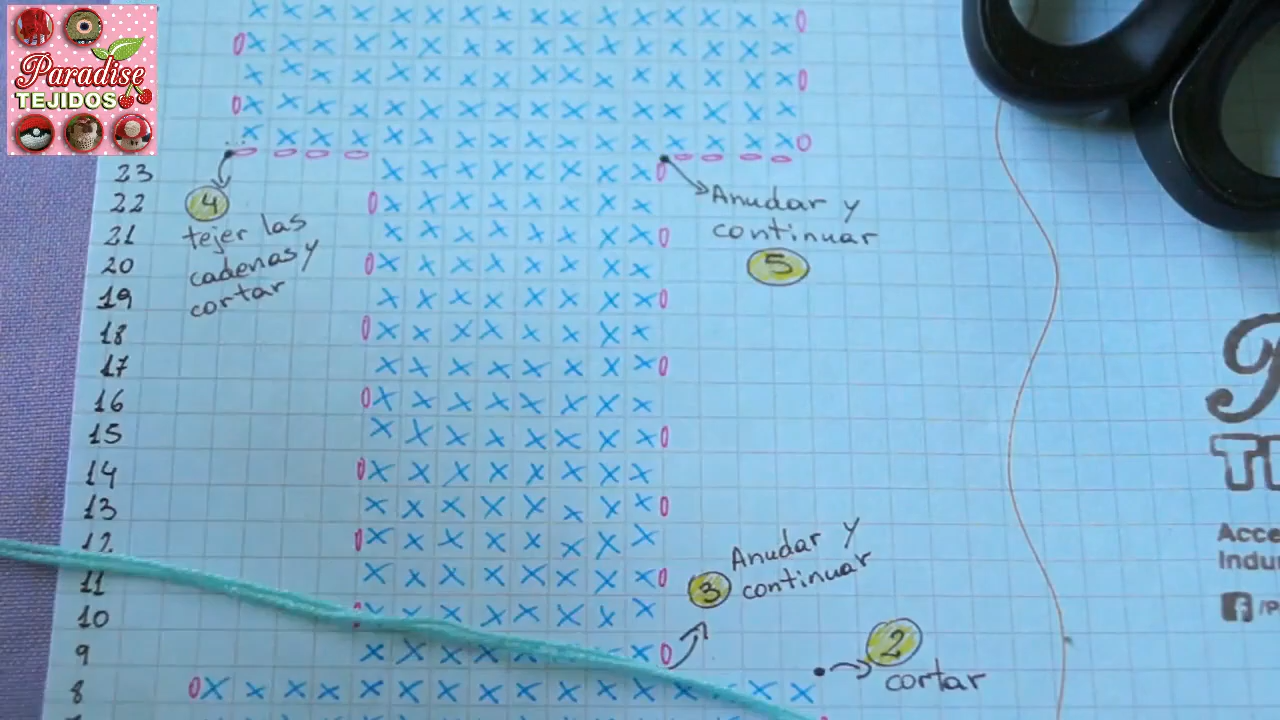 Paradise
TEJIDOS
23
22
21
20
19
18
17
16
15
14
13
12
11
10
9
8
4
tejer las
cadenas y
cortar
Anudar y
continuar
5
Anudar y
continuar
3
2
cortar